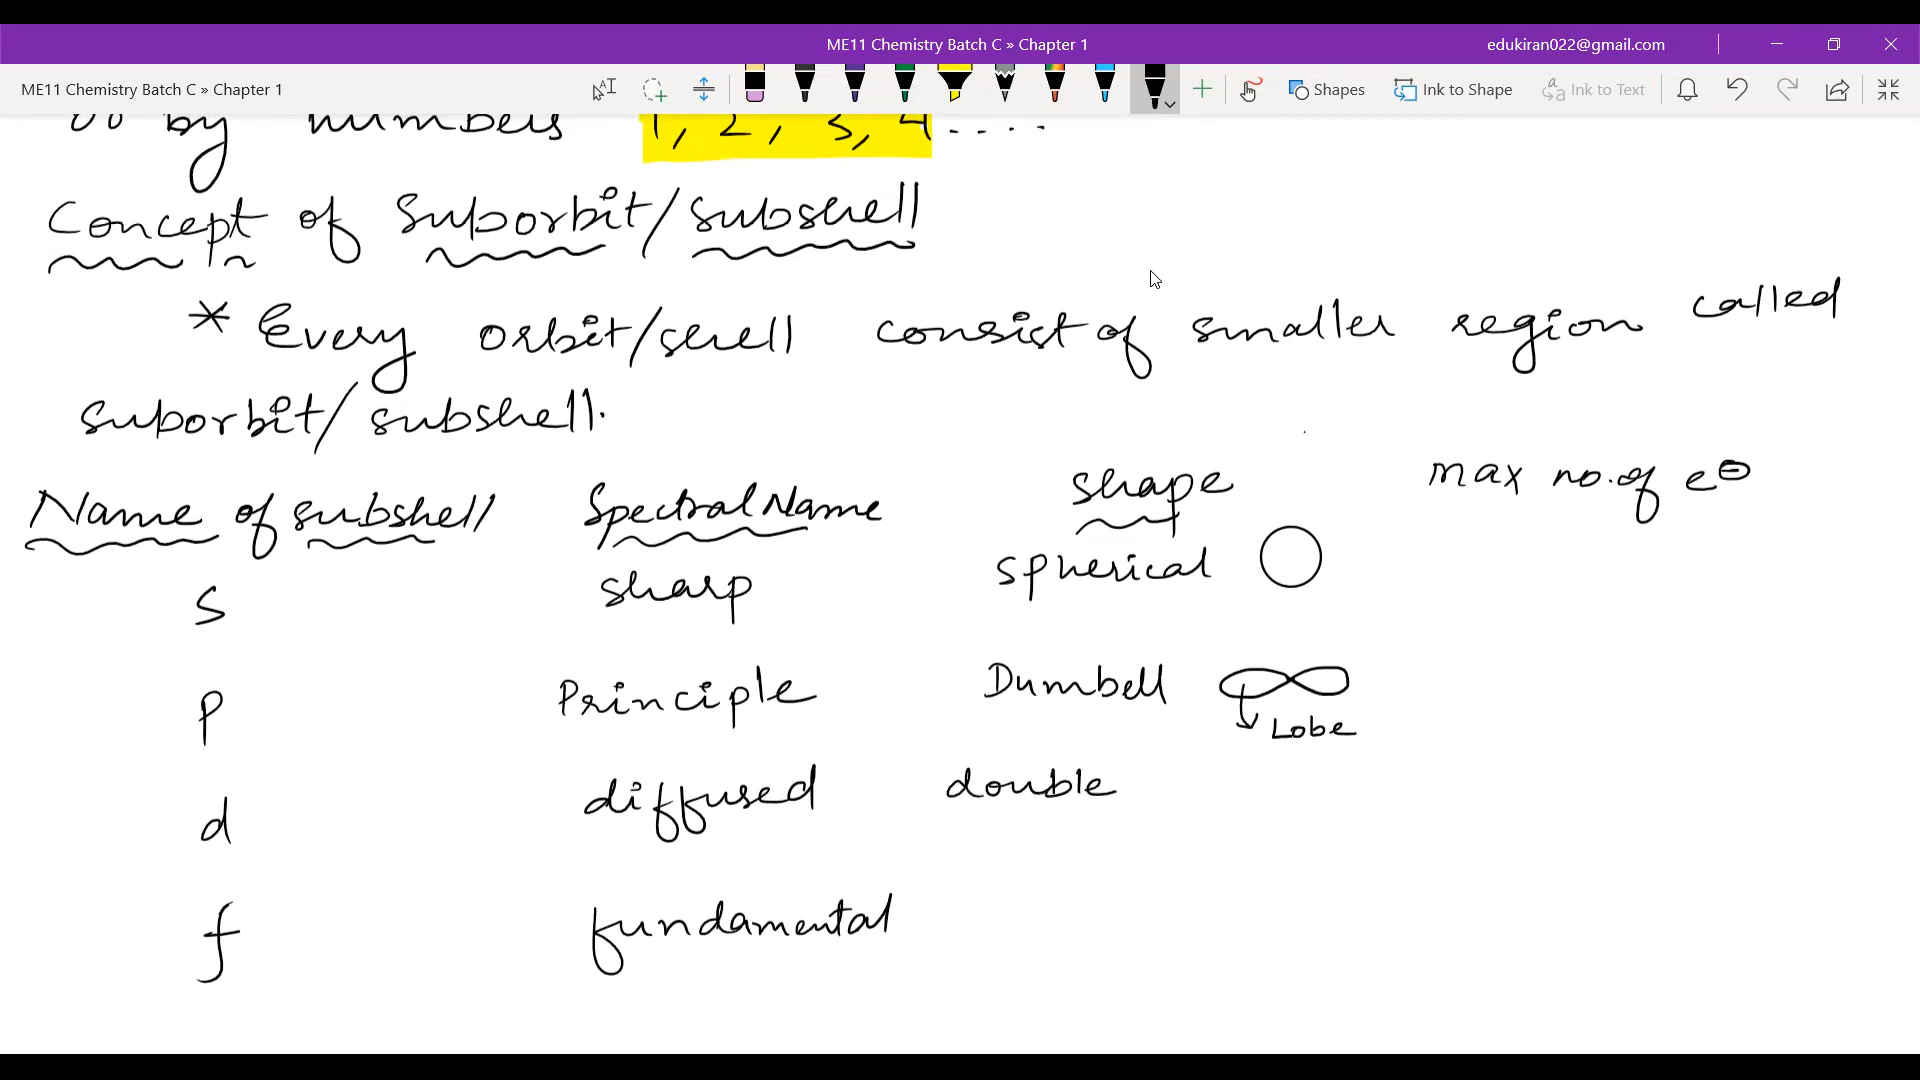 ME11 Chemistry Batch C » Chapter 1
edukiran022@gmail.com
ME11 Chemistry Batch C » Chapter 1
Shapes
Ink to Shape
Ink to Text
by numbers 1, 2, 3, 4 ....
Concept of Suborbit/subshell
* Every orbit/shell consist of smaller region called
suborbit/subshell.
Name of subshell Spectral Name shape max no. of e⊖
s sharp spherical
p Principle Dumbell
Lobe
d diffused double
f fundamental